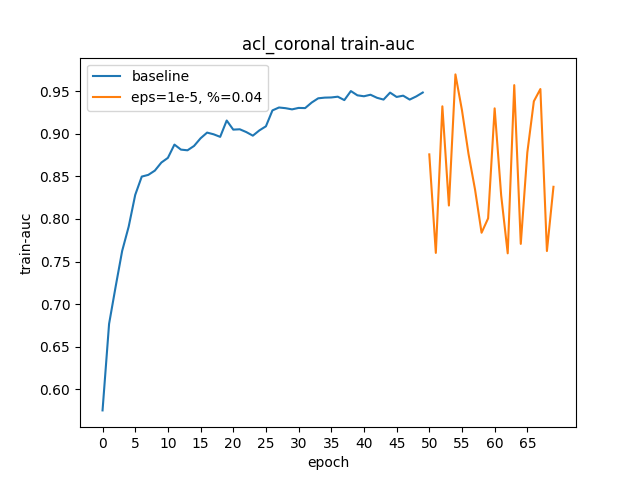 acl_coronal train-auc
baseline
eps=1e-5, %=0.04
0.95
0.90
0.85
0.80
0.75
0.70
0.65
0.60
train-auc
0 5 10 15 20 25 30 35 40 45 50 55 60 65
epoch